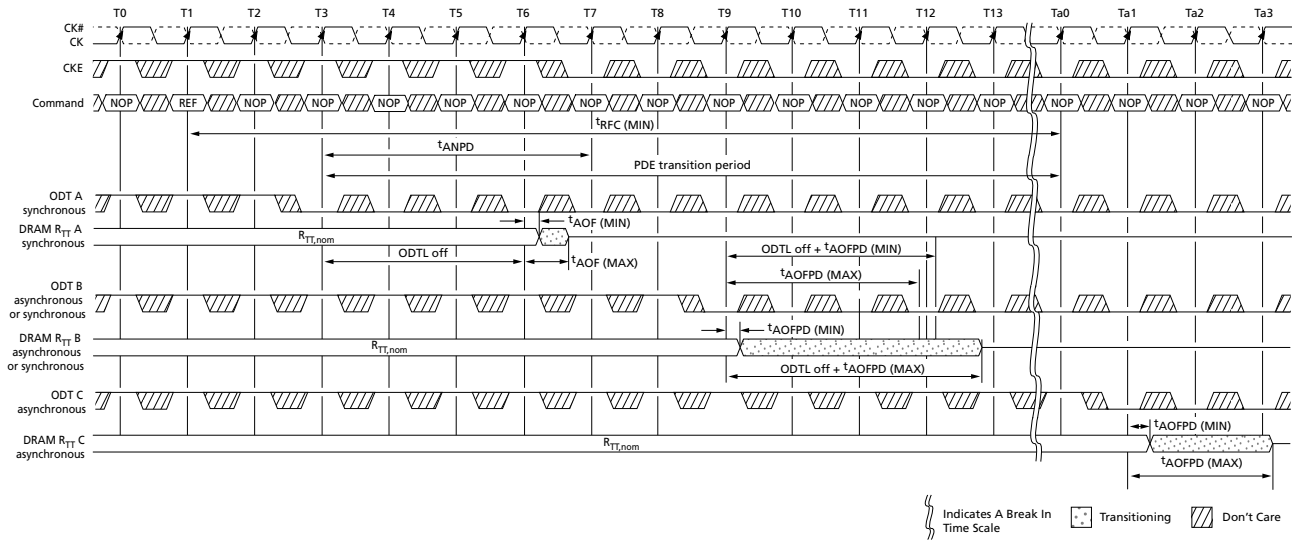 T0 T1 T2 T3 T4 T5 T6 T7 T8 T9 T10 T11 T12 T13 Ta0 Ta1 Ta2 Ta3
CK#
CK
CKE
Command
NOP REF NOP NOP NOP NOP NOP NOP NOP NOP NOP NOP NOP NOP NOP NOP NOP NOP
tRFC (MIN)
tANPD
PDE transition period
ODT A
synchronous
tAOF (MIN)
DRAM RTT A
synchronous
RTT,nom
ODTL off
tAOF (MAX)
ODTL off + tAOFPD (MIN)
tAOFPD (MAX)
ODT B
asynchronous
or synchronous
tAOFPD (MIN)
DRAM RTT B
asynchronous
or synchronous
RTT,nom
ODTL off + tAOFPD (MAX)
ODT C
asynchronous
tAOFPD (MIN)
DRAM RTT C
asynchronous
RTT,nom
tAOFPD (MAX)
Indicates A Break In
Time Scale
Transitioning
Don't Care